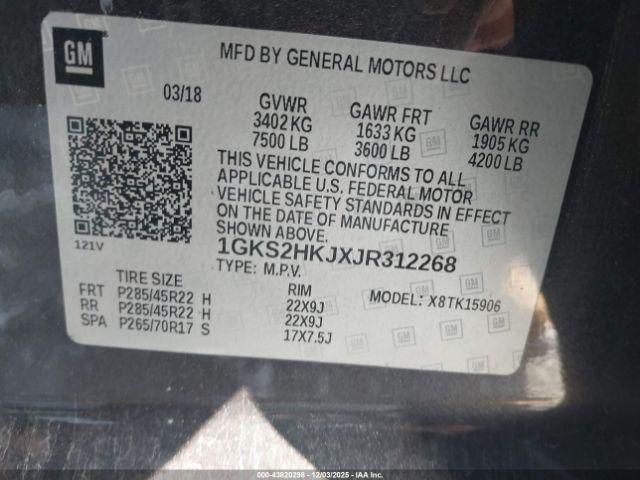 GM
MFD BY GENERAL MOTORS LLC
03/18
GVWR GAWR FRT GAWR RR
3402 KG 1633 KG 1905 KG
7500 LB 3600 LB 4200 LB
THIS VEHICLE CONFORMS TO ALL
APPLICABLE U.S. FEDERAL MOTOR
VEHICLE SAFETY STANDARDS IN EFFECT
ON THE DATE OF MANUFACTURE
SHOWN ABOVE.
121V
1GKS2HKJXJR312268
TYPE: M.P.V. MODEL: X8TK15906
TIRE SIZE RIM
FRT P285/45R22 H 22X9J
RR P285/45R22 H 22X9J
SPA P265/70R17 S 17X7.5J
000-43820298 - 12/03/2025 - IAAI.COM